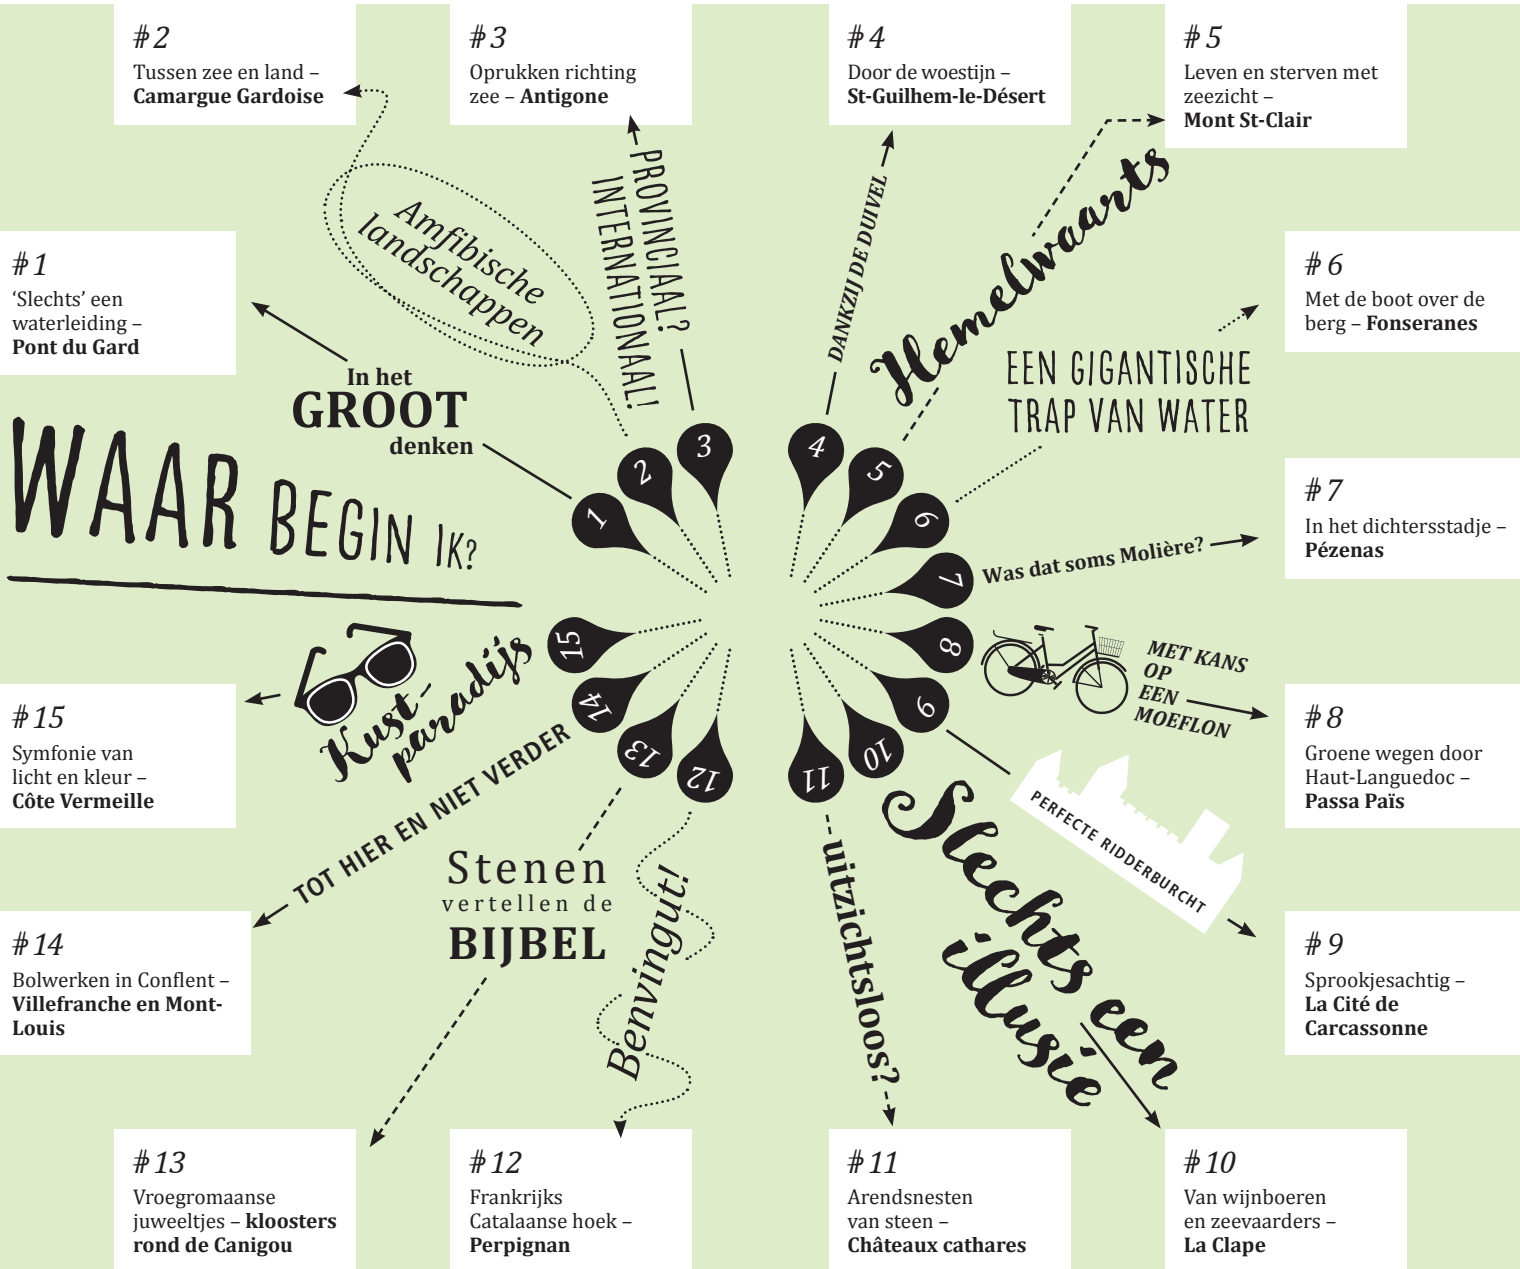 WAAR BEGIN IK?
#1
‘Slechts’ een
waterleiding –
Pont du Gard
In het
GROOT
denken
1
#2
Tussen zee en land –
Camargue Gardoise
Amfibische
landschappen
2
#3
Oprukken richting
zee – Antigone
PROVINCIAAL?
INTERNATIONAAL!
3
#4
Door de woestijn –
St-Guilhem-le-Désert
DANKZIJ DE DUIVEL
4
#5
Leven en sterven met
zeezicht –
Mont St-Clair
Hemelwaarts
5
#6
Met de boot over de
berg – Fonseranes
EEN GIGANTISCHE
TRAP VAN WATER
6
#7
In het dichtersstadje –
Pézenas
Was dat soms Molière?
7
#8
Groene wegen door
Haut-Languedoc –
Passa Païs
MET KANS
OP
EEN
MOEFLON
8
#9
Sprookjesachtig –
La Cité de
Carcassonne
PERFECTE RIDDERBURCHT
9
#10
Van wijnboeren
en zeevaarders –
La Clape
Slechts een
illusie
10
#11
Arendsnesten
van steen –
Châteaux cathares
uitzichtsloos?
11
#12
Frankrijks
Catalaanse hoek –
Perpignan
Benvingut!
12
#13
Vroegromaanse
juweeltjes – kloosters
rond de Canigou
Stenen
vertellen de
BIJBEL
13
#14
Bolwerken in Conflent –
Villefranche en Mont-
Louis
TOT HIER EN NIET VERDER
14
#15
Symfonie van
licht en kleur –
Côte Vermeille
Kust-
paradijs
15